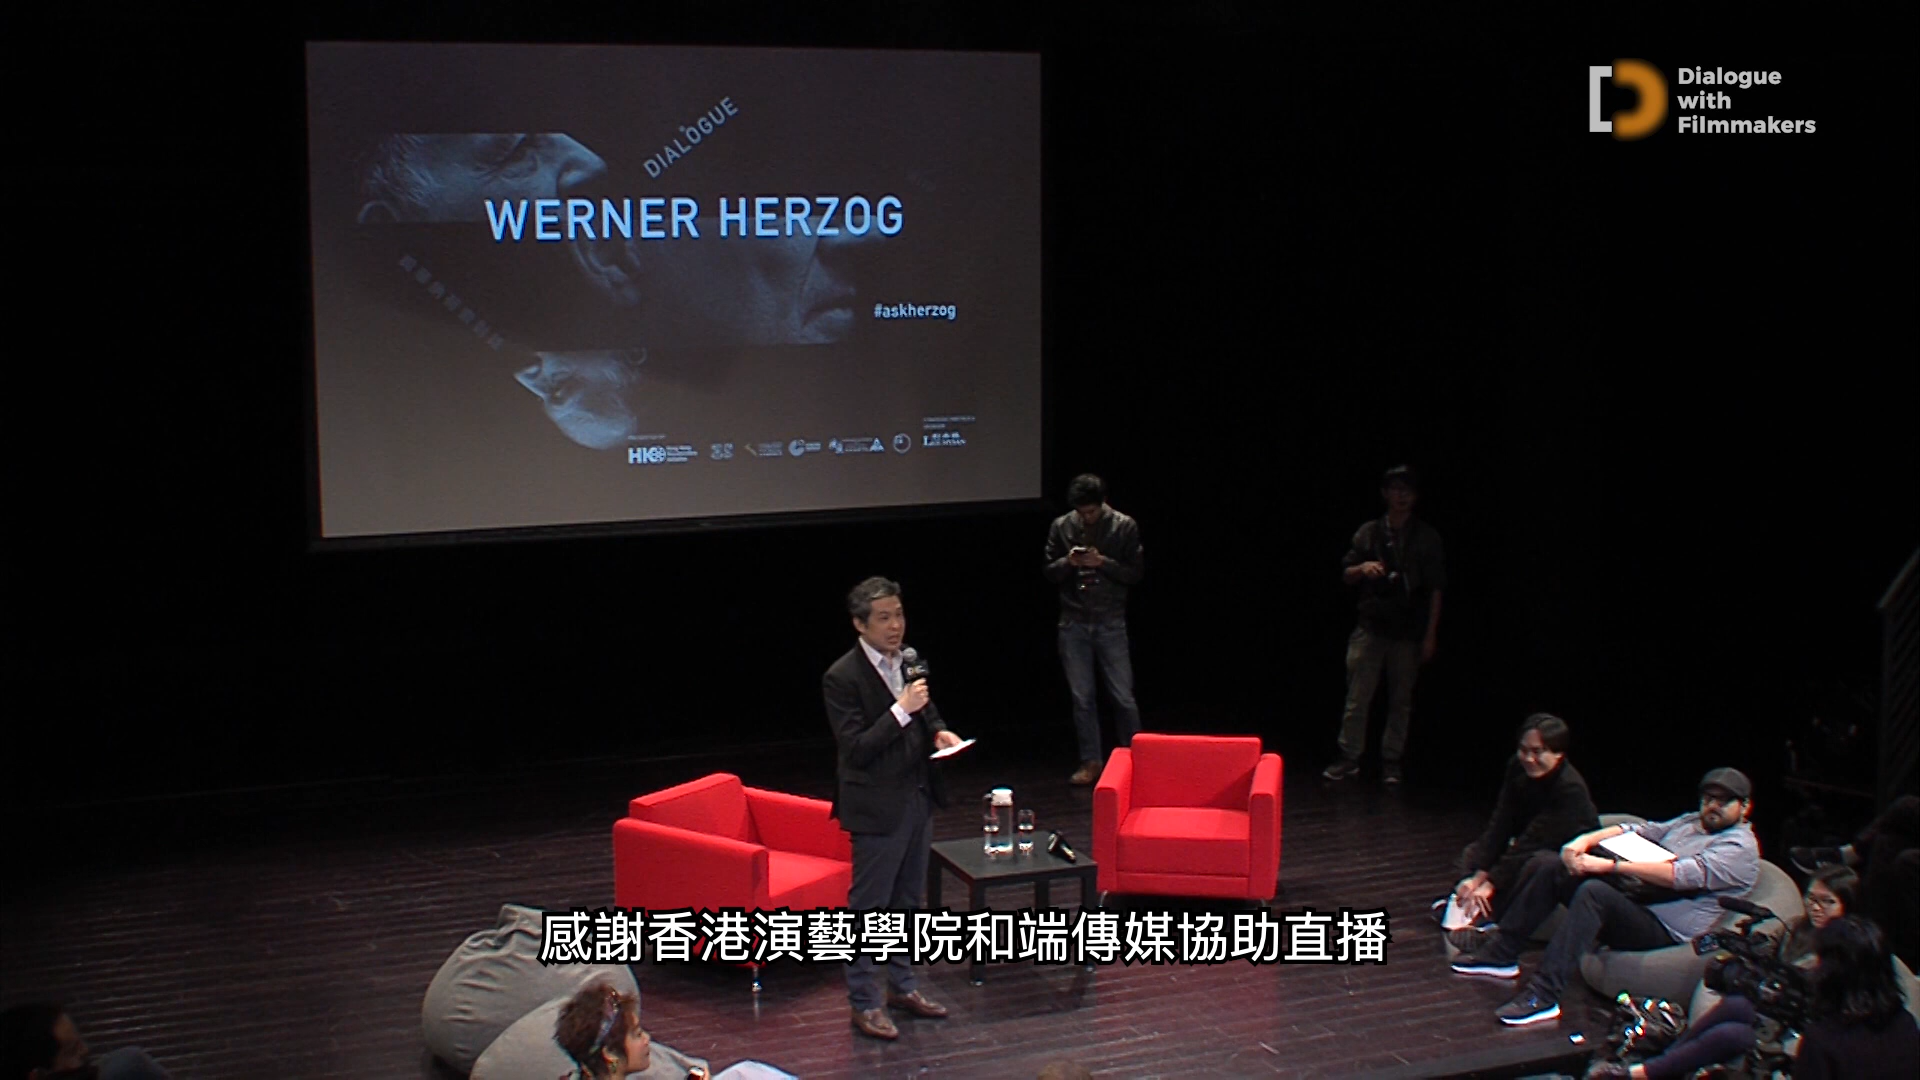 Dialogue
with
Filmmakers
DIALOGUE
WERNER HERZOG
#askherzog
HK
感謝香港演藝學院和端傳媒協助直播